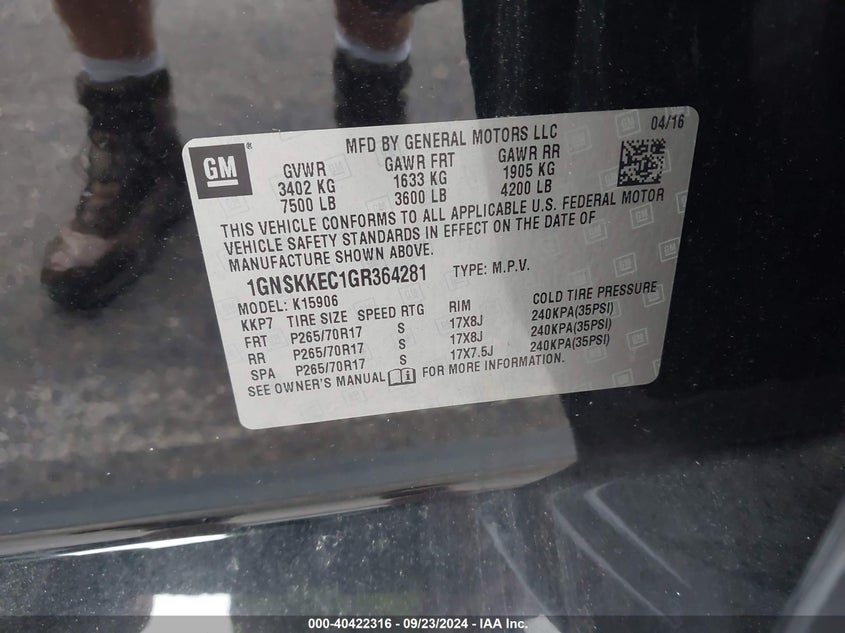 MFD BY GENERAL MOTORS LLC 04/16
GM ®
GVWR GAWR FRT GAWR RR
3402 KG 1633 KG 1905 KG
7500 LB 3600 LB 4200 LB
THIS VEHICLE CONFORMS TO ALL APPLICABLE U.S. FEDERAL MOTOR
VEHICLE SAFETY STANDARDS IN EFFECT ON THE DATE OF
MANUFACTURE SHOWN ABOVE.
1GNSKKEC1GR364281 TYPE: M.P.V.
MODEL: K15906
KKP7 TIRE SIZE SPEED RTG RIM COLD TIRE PRESSURE
FRT P265/70R17 S 17X8J 240KPA(35PSI)
RR P265/70R17 S 17X8J 240KPA(35PSI)
SPA P265/70R17 S 17X7.5J 240KPA(35PSI)
SEE OWNER'S MANUAL FOR MORE INFORMATION.
000-40422316 - 09/23/2024 - IAA Inc.